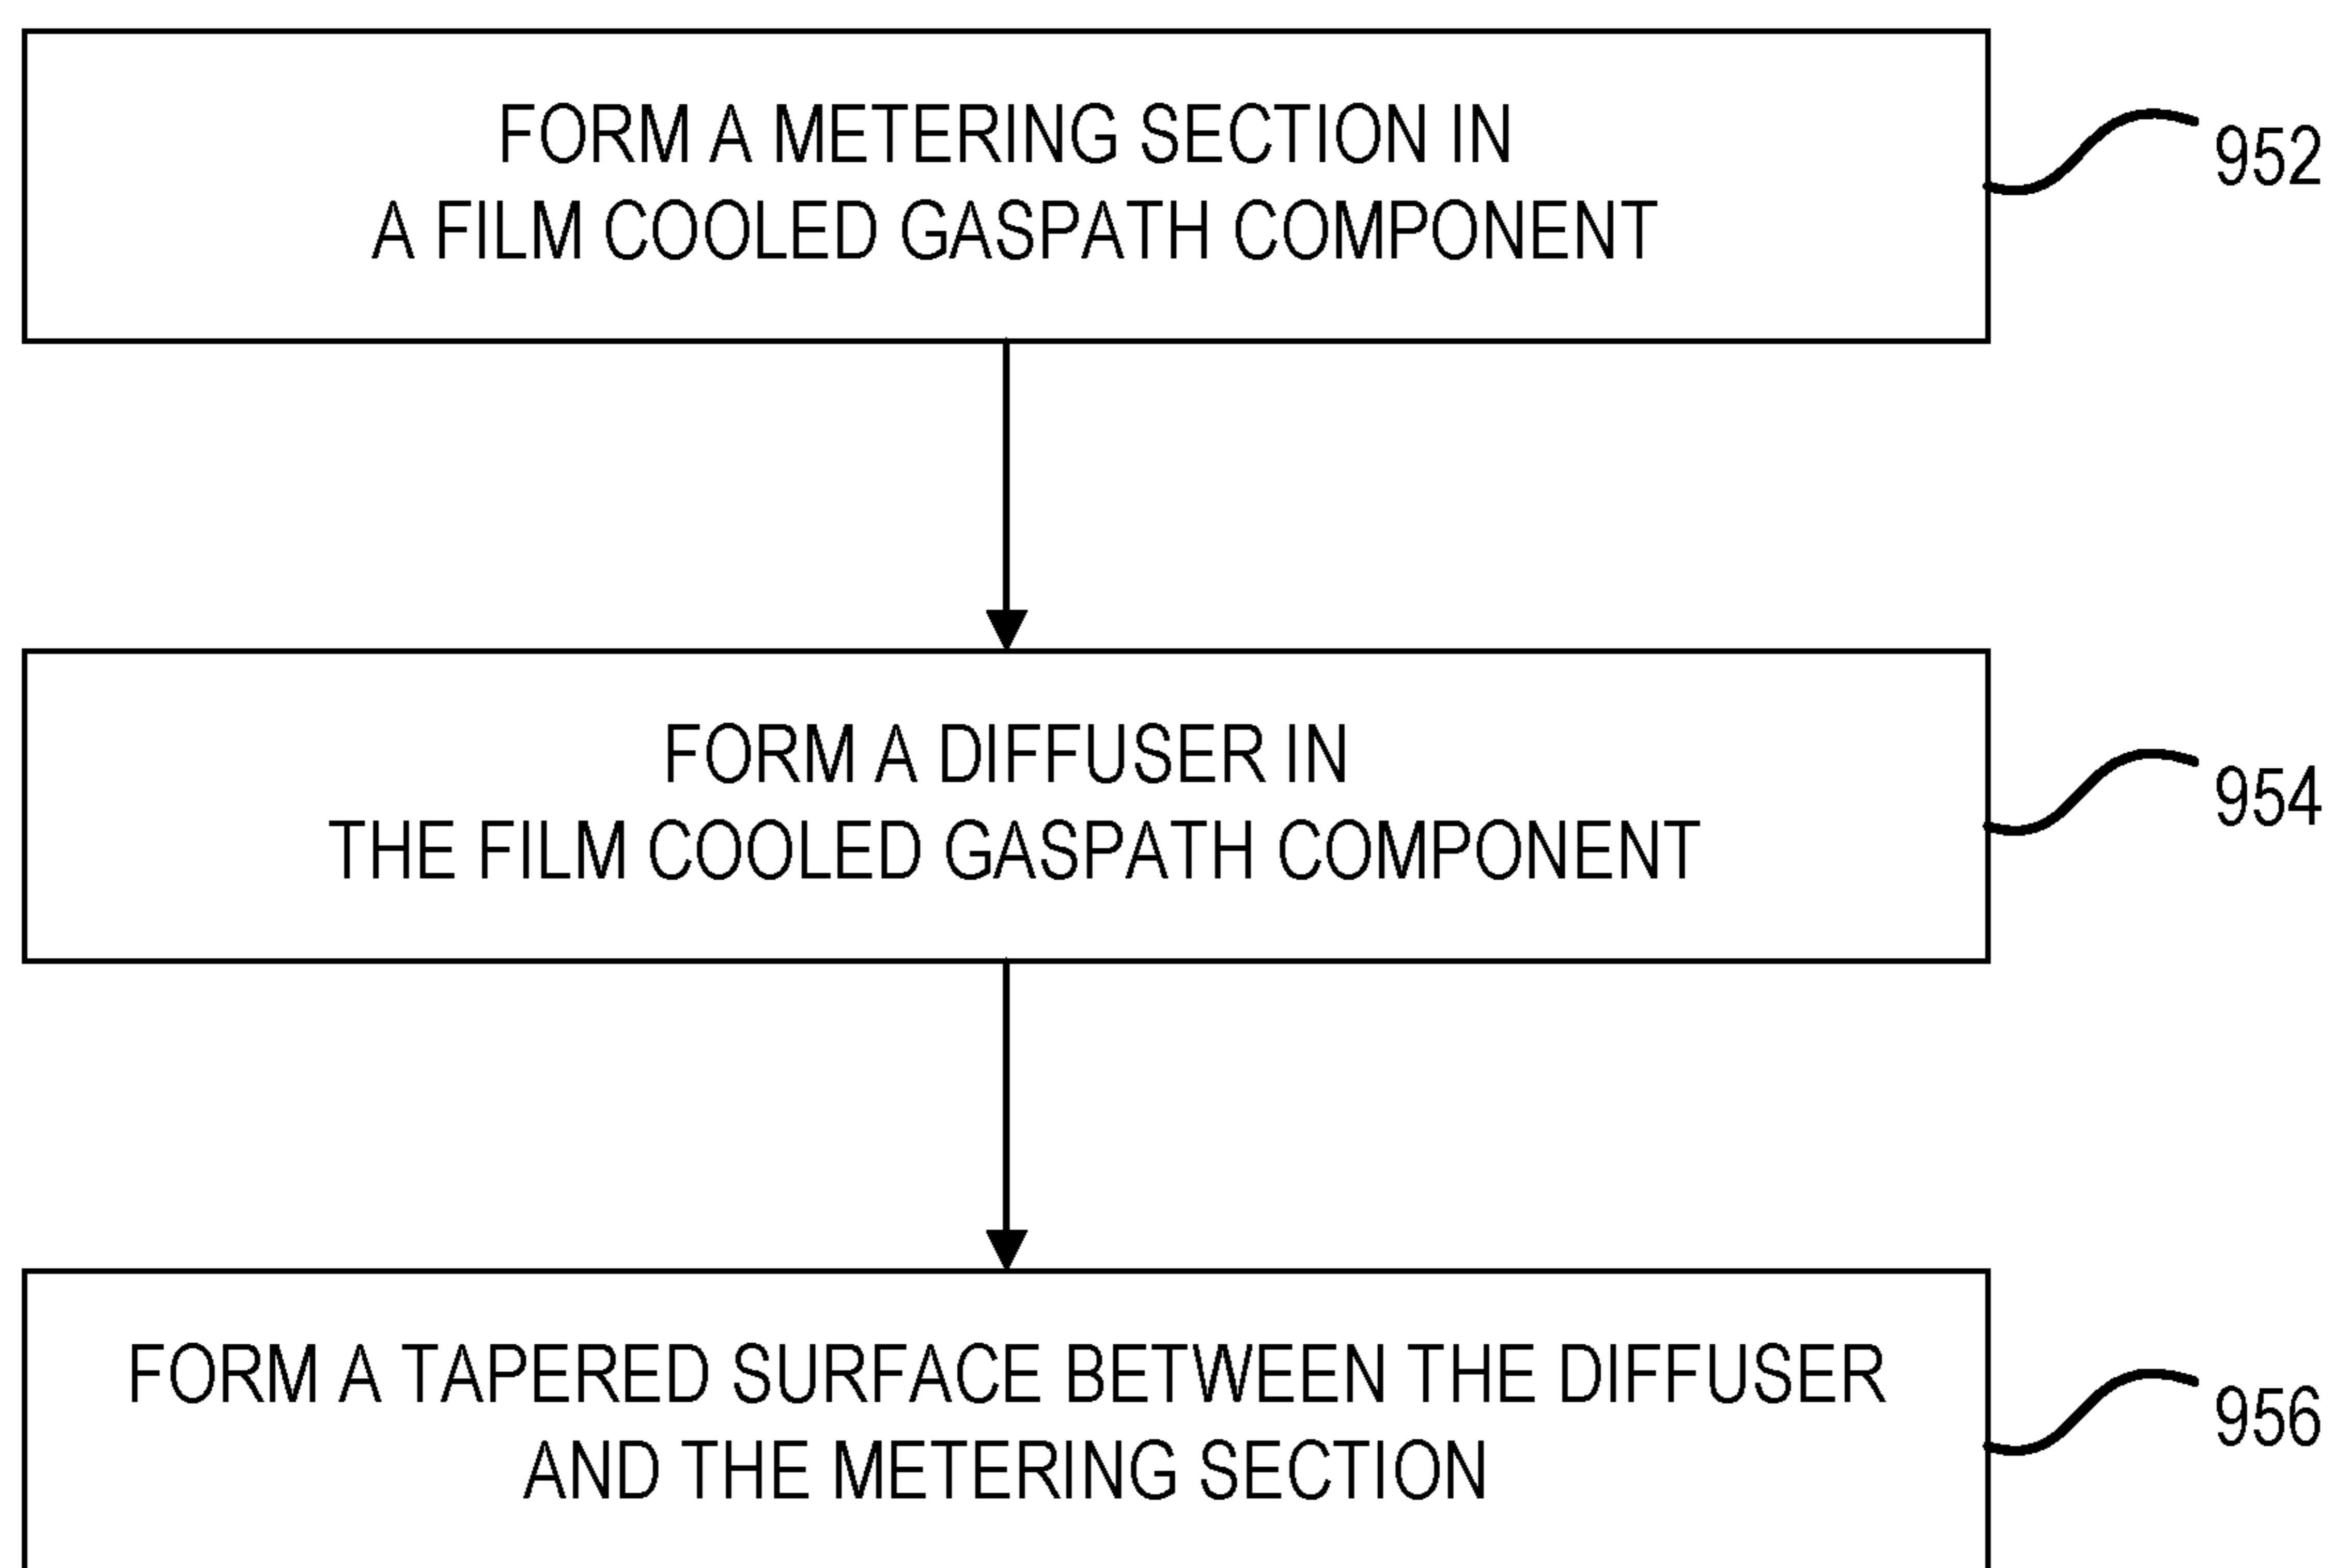 FORM A METERING SECTION IN
A FILM COOLED GASPATH COMPONENT
952
FORM A DIFFUSER IN
THE FILM COOLED GASPATH COMPONENT
954
FORM A TAPERED SURFACE BETWEEN THE DIFFUSER
AND THE METERING SECTION
956